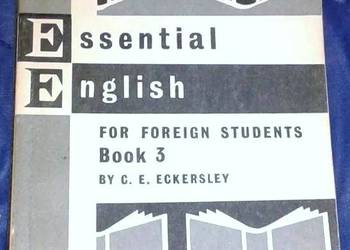 Essential
English
FOR FOREIGN STUDENTS
Book 3
BY C. E. ECKERSLEY